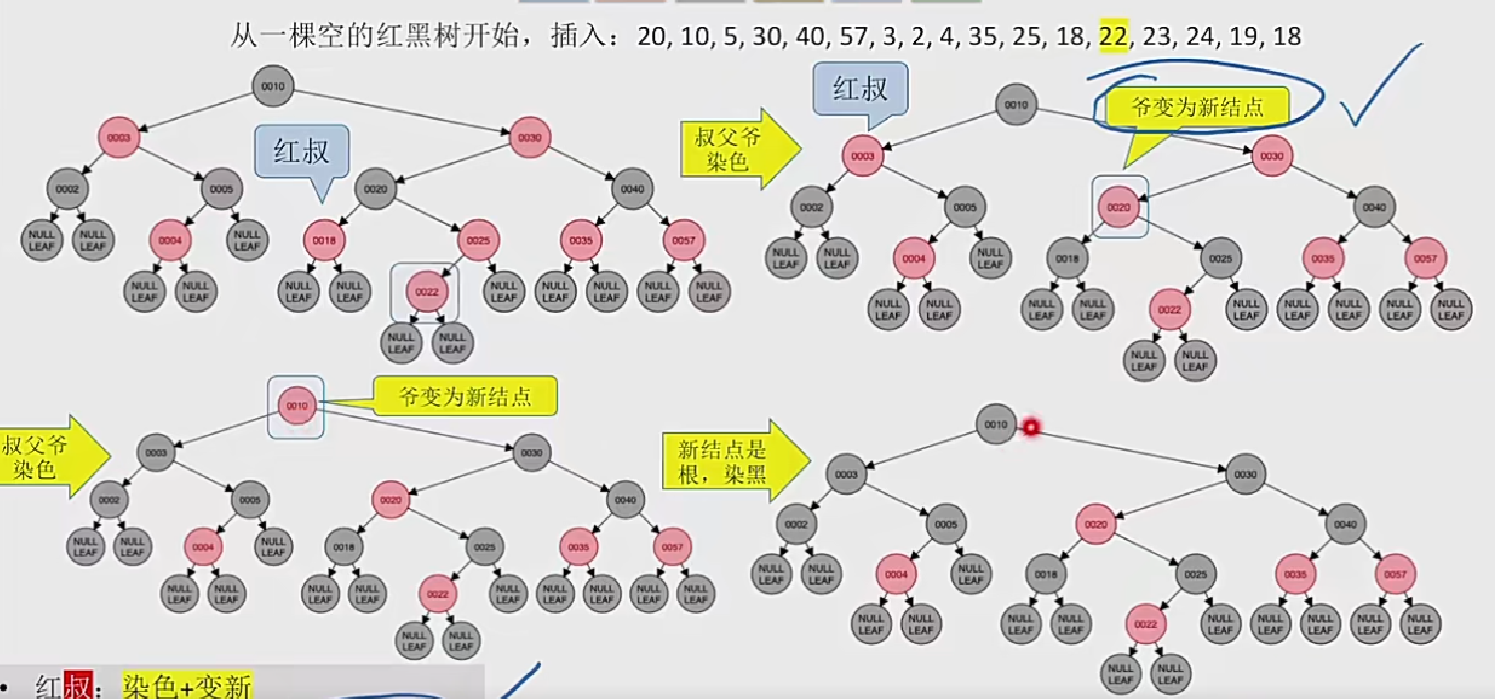 从一棵空的红黑树开始，插入：20, 10, 5, 30, 40, 57, 3, 2, 4, 35, 25, 18, 22, 23, 24, 19, 18
0010
0003 0030
红叔
0002 0005 0020 0040
NULL LEAF NULL LEAF 0004 NULL LEAF 0018 0025 0035 0057
NULL LEAF NULL LEAF NULL LEAF NULL LEAF 0022 NULL LEAF NULL LEAF NULL LEAF NULL LEAF NULL LEAF
NULL LEAF NULL LEAF
叔父爷
染色
红叔
0010
爷变为新结点
0003 0030
0002 0005 0020 0040
NULL LEAF NULL LEAF 0004 NULL LEAF 0018 0025 0035 0057
NULL LEAF NULL LEAF NULL LEAF NULL LEAF 0022 NULL LEAF NULL LEAF NULL LEAF NULL LEAF NULL LEAF
NULL LEAF NULL LEAF
叔父爷
染色
0010
爷变为新结点
0003 0030
0002 0005 0020 0040
NULL LEAF NULL LEAF 0004 NULL LEAF 0018 0025 0035 0057
NULL LEAF NULL LEAF NULL LEAF NULL LEAF 0022 NULL LEAF NULL LEAF NULL LEAF NULL LEAF NULL LEAF
NULL LEAF NULL LEAF
新结点是
根，染黑
0010
0003 0030
0002 0005 0020 0040
NULL LEAF NULL LEAF 0004 NULL LEAF 0018 0025 0035 0057
NULL LEAF NULL LEAF NULL LEAF NULL LEAF 0022 NULL LEAF NULL LEAF NULL LEAF NULL LEAF NULL LEAF
NULL LEAF NULL LEAF
• 红叔：染色+变新